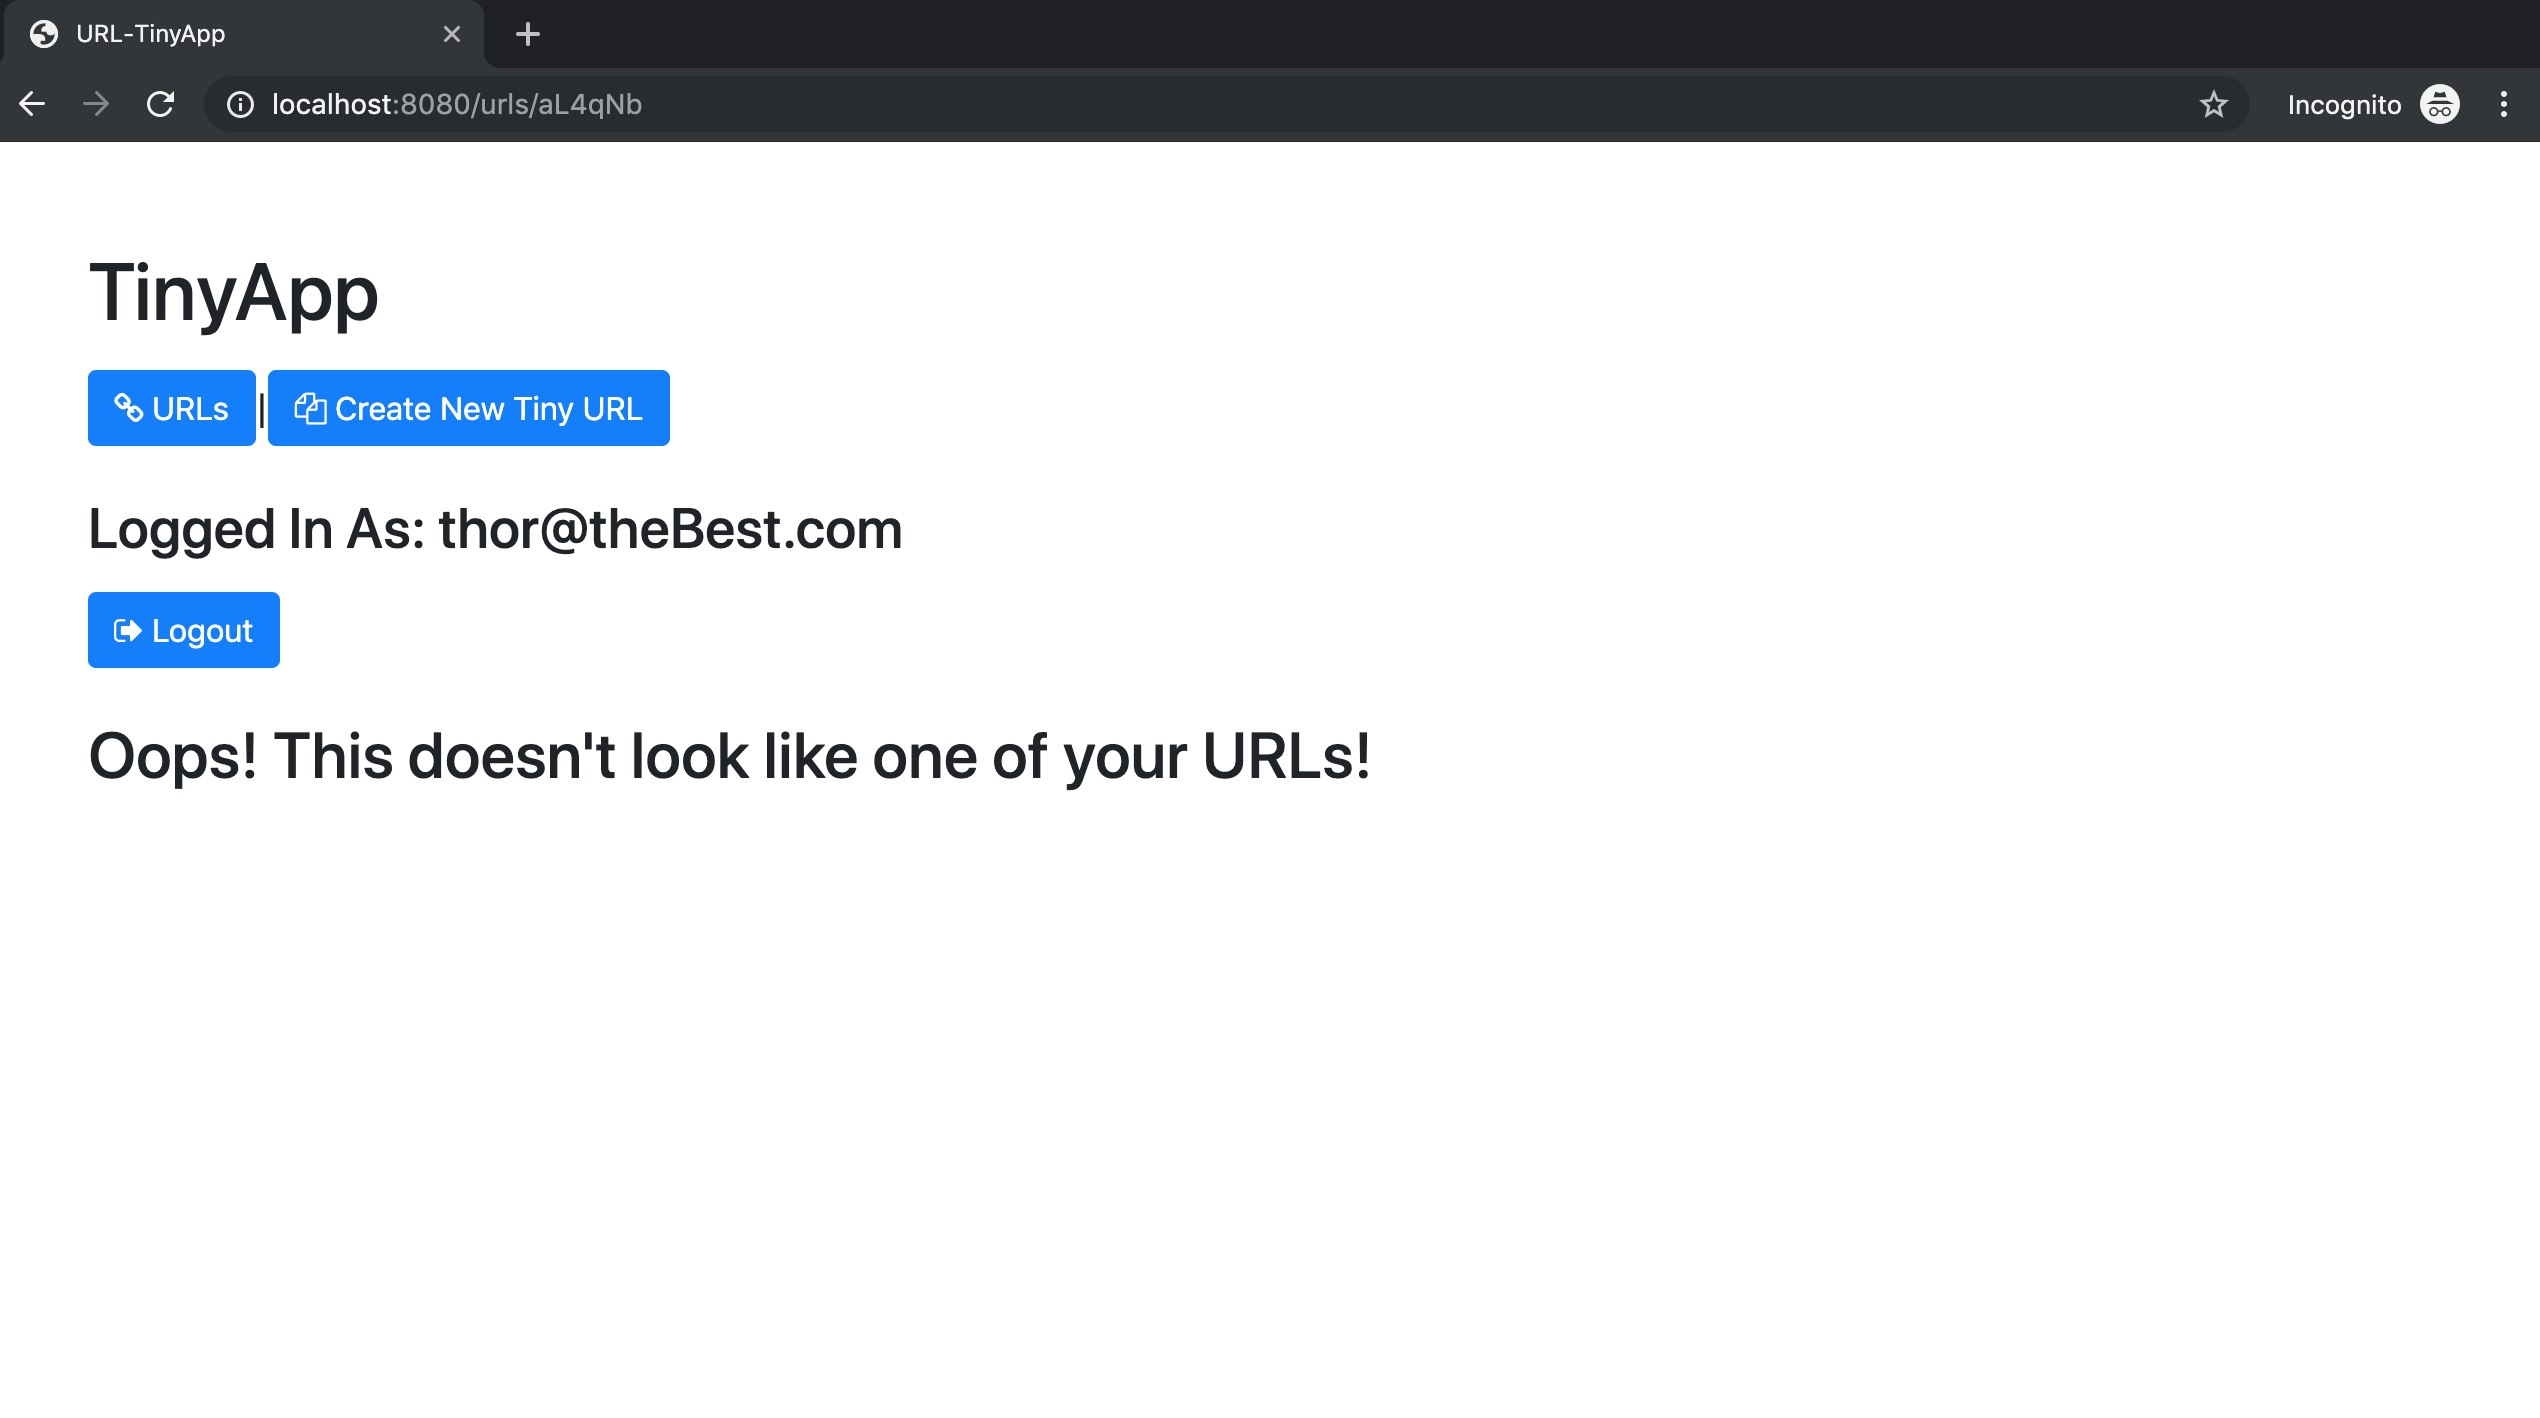 URL-TinyApp
localhost:8080/urls/aL4qNb
Incognito
TinyApp
URLs | Create New Tiny URL
Logged In As: thor@theBest.com
Logout
Oops! This doesn't look like one of your URLs!